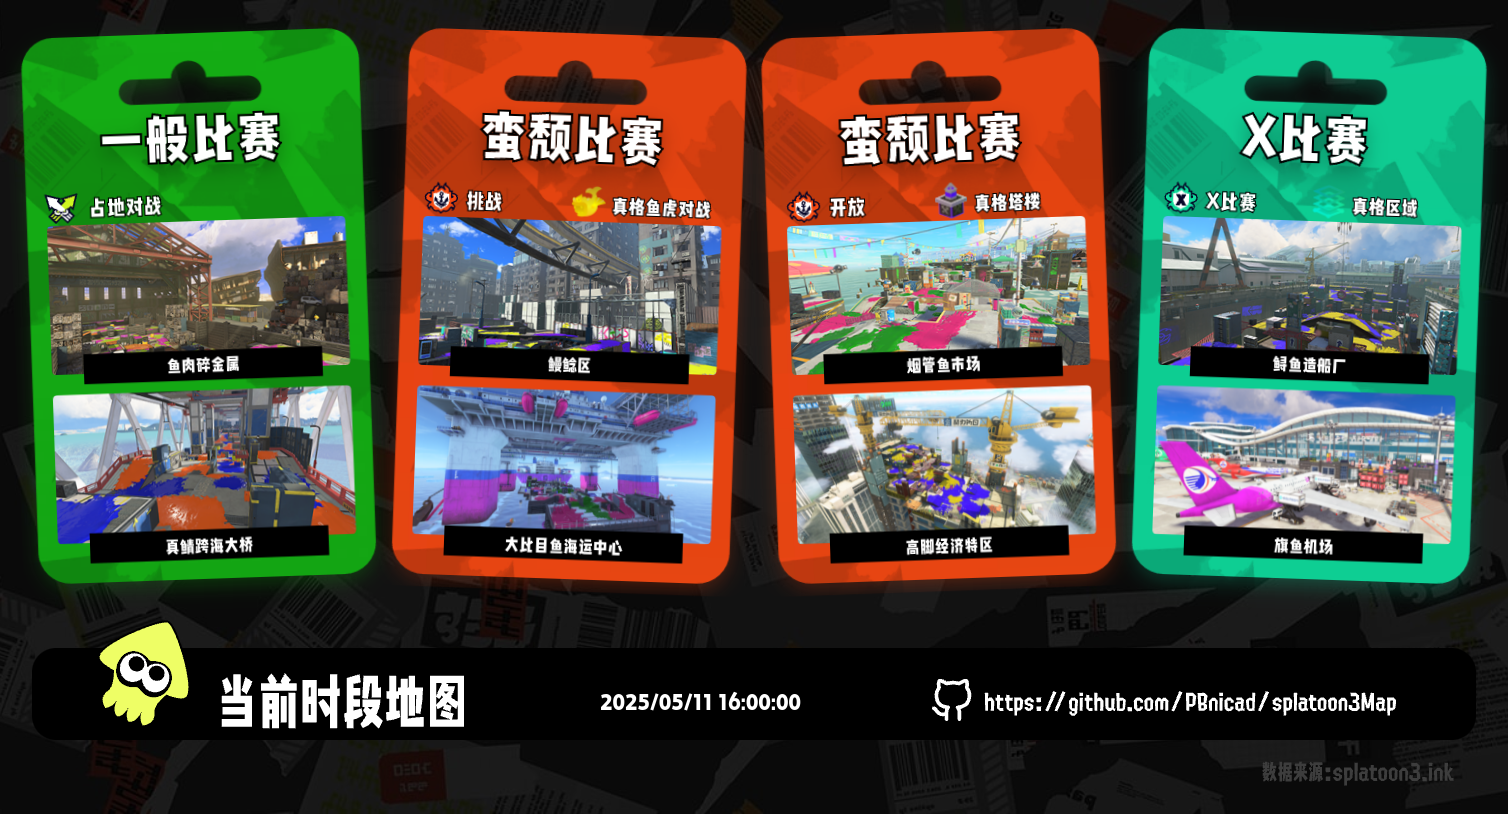 一般比赛
占地对战
鱼肉碎金属
真鲷跨海大桥
蛮颓比赛
挑战
真格鱼虎对战
鳗鲶区
大比目鱼海运中心
蛮颓比赛
开放
真格塔楼
烟管鱼市场
高脚经济特区
X比赛
X比赛
真格区域
鲟鱼造船厂
旗鱼机场
当前时段地图
2025/05/11 16:00:00
https://github.com/PBnicad/splatoon3Map
数据来源:splatoon3.ink